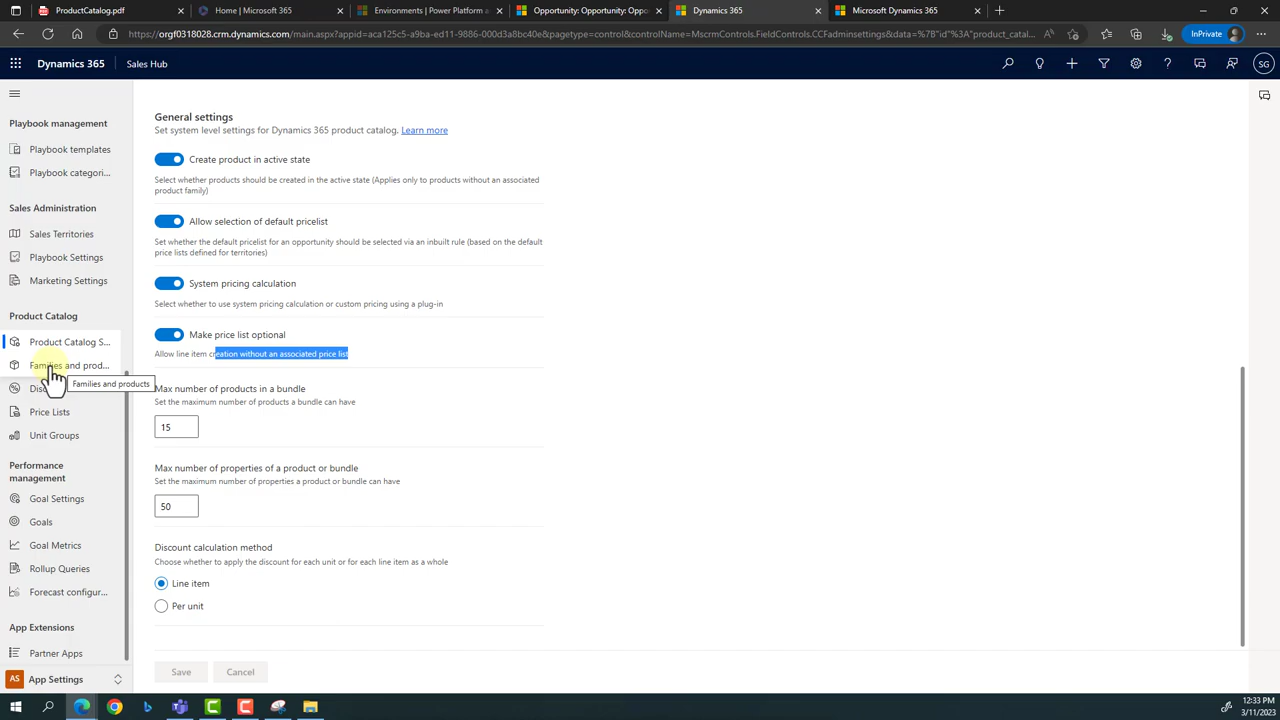 ProductCatalog.pdf
Home | Microsoft 365
Environments | Power Platform a
Opportunity: Opportunity: Oppo
Dynamics 365
Microsoft Dynamics 365
https://orgf0318028.crm.dynamics.com/main.aspx?appid=aca125c5-a9ba-ed11-9886-000d3a8bc40e&pagetype=control&controlName=MscrmControls.FieldControls.CCFadminsettings&data=%7B"id"%3A"product_catal...
InPrivate
Dynamics 365
Sales Hub
SG
Playbook management
Playbook templates
Playbook categori...
Sales Administration
Sales Territories
Playbook Settings
Marketing Settings
Product Catalog
Product Catalog S...
Families and prod...
Families and products
Dis
Price Lists
Unit Groups
Performance
management
Goal Settings
Goals
Goal Metrics
Rollup Queries
Forecast configur...
App Extensions
Partner Apps
AS
App Settings
General settings
Set system level settings for Dynamics 365 product catalog. Learn more
Create product in active state
Select whether products should be created in the active state (Applies only to products without an associated
product family)
Allow selection of default pricelist
Set whether the default pricelist for an opportunity should be selected via an inbuilt rule (based on the default
price lists defined for territories)
System pricing calculation
Select whether to use system pricing calculation or custom pricing using a plug-in
Make price list optional
Allow line item creation without an associated price list
Max number of products in a bundle
Set the maximum number of products a bundle can have
15
Max number of properties of a product or bundle
Set the maximum number of properties a product or bundle can have
50
Discount calculation method
Choose whether to apply the discount for each unit or for each line item as a whole
Line item
Per unit
Save
Cancel
12:33 PM
3/11/2023